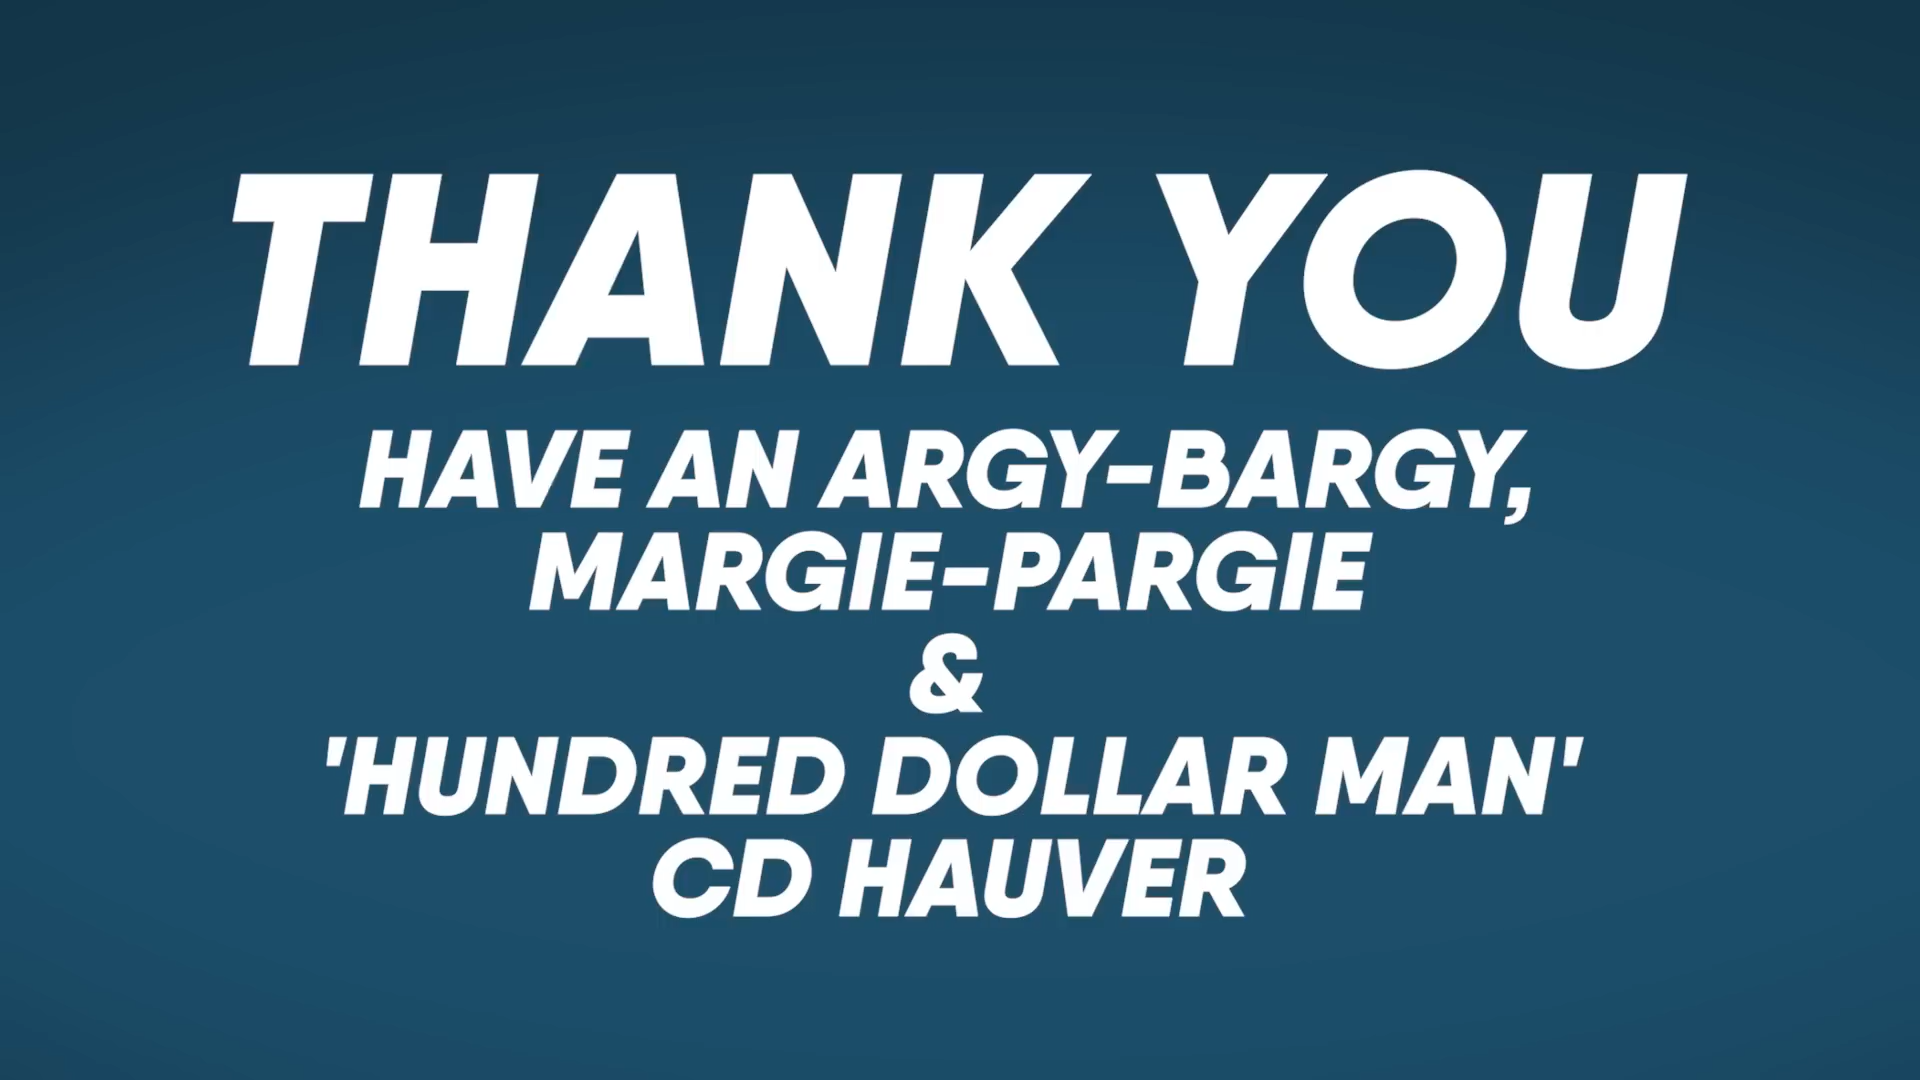 THANK YOU
HAVE AN ARGY-BARGY,
MARGIE-PARGIE
&
'HUNDRED DOLLAR MAN'
CD HAUVER